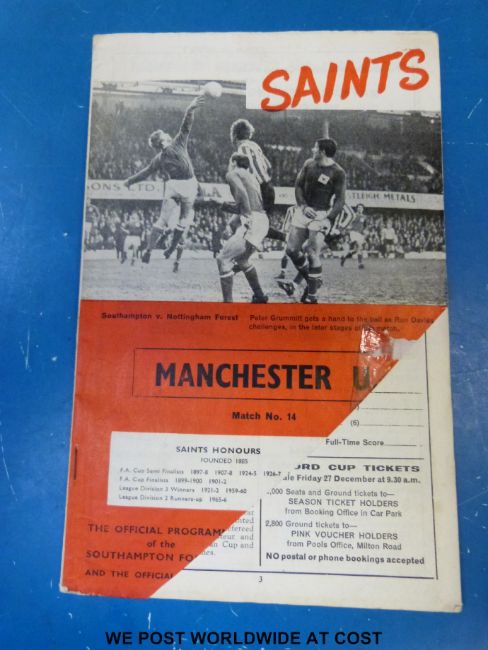 SAINTS
ONS LTD
LA
LEIGH METALS
Southampton v. Nottingham Forest
Peter Grummitt gets a hand to the ball as Ron Davies
challenges, in the later stages of the match.
MANCHESTER U
Match No. 14
(6)
Full-Time Score
SAINTS HONOURS
FOUNDED 1885
F.A. Cup Semi Finalists 1897-8 1907-8 1924-5 1926-7
F.A. Cup Finalists 1899-1900 1901-2
League Division 3 Winners 1921-2 1959-60
League Division 2 Runners-up 1965-6
ORD CUP TICKETS
le Friday 27 December at 9.30 a.m.
,000 Seats and Ground tickets to—
SEASON TICKET HOLDERS
from Booking Office in Car Park
2,800 Ground tickets to—
PINK VOUCHER HOLDERS
from Pools Office, Milton Road
NO postal or phone bookings accepted
THE OFFICIAL PROGRAM
of the
SOUTHAMPTON FO
AND THE OFFICIAL
3
WE POST WORLDWIDE AT COST